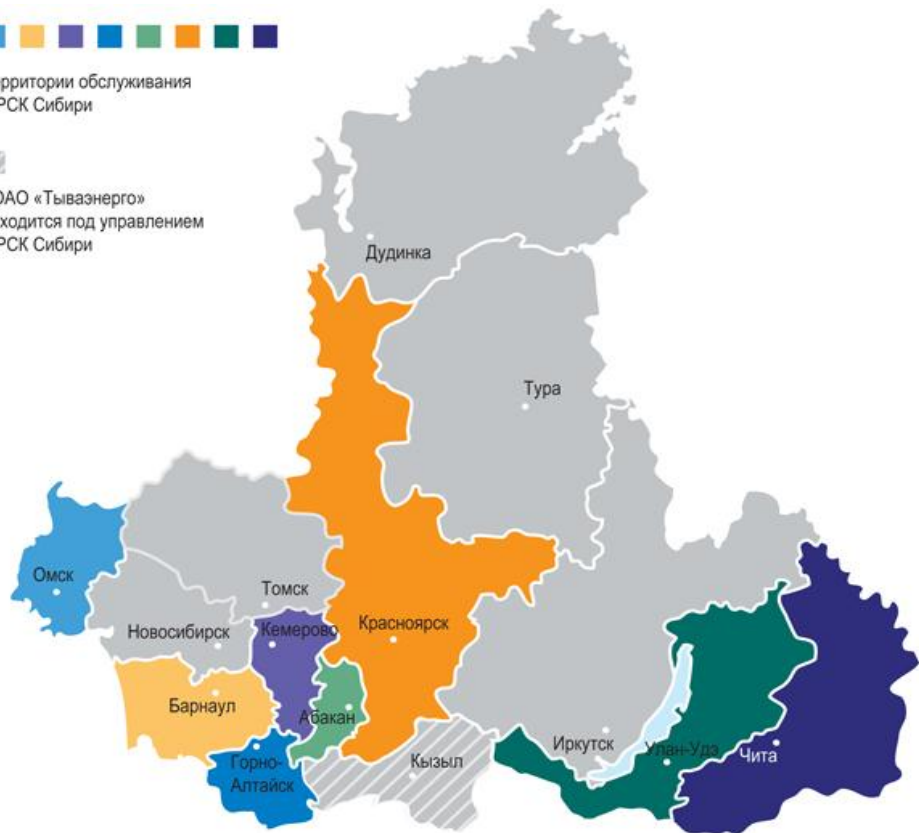 ерритории обслуживания
РСК Сибири
ОАО «Тываэнерго»
ходится под управлением
РСК Сибири
Дудинка
Тура
Омск
Томск
Новосибирск
Кемерово
Красноярск
Барнаул
Абакан
Горно-
Алтайск
Кызыл
Иркутск
Улан-Удэ
Чита